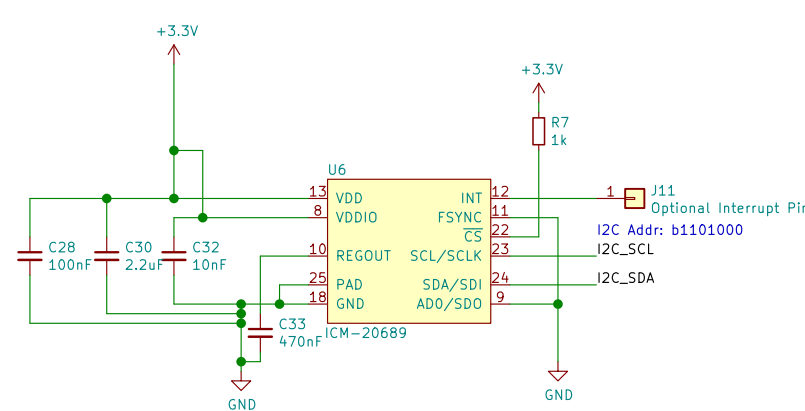 +3.3V
+3.3V
R7
1k
U6
13 VDD
INT 12
1
J11
8 VDDIO
FSYNC 11
Optional Interrupt Pin
CS 22
I2C Addr: b1101000
C28
100nF
C30
2.2uF
C32
10nF
10 REGOUT
SCL/SCLK 23
I2C_SCL
25 PAD
SDA/SDI 24
I2C_SDA
18 GND
AD0/SDO 9
C33
470nF
ICM-20689
GND
GND